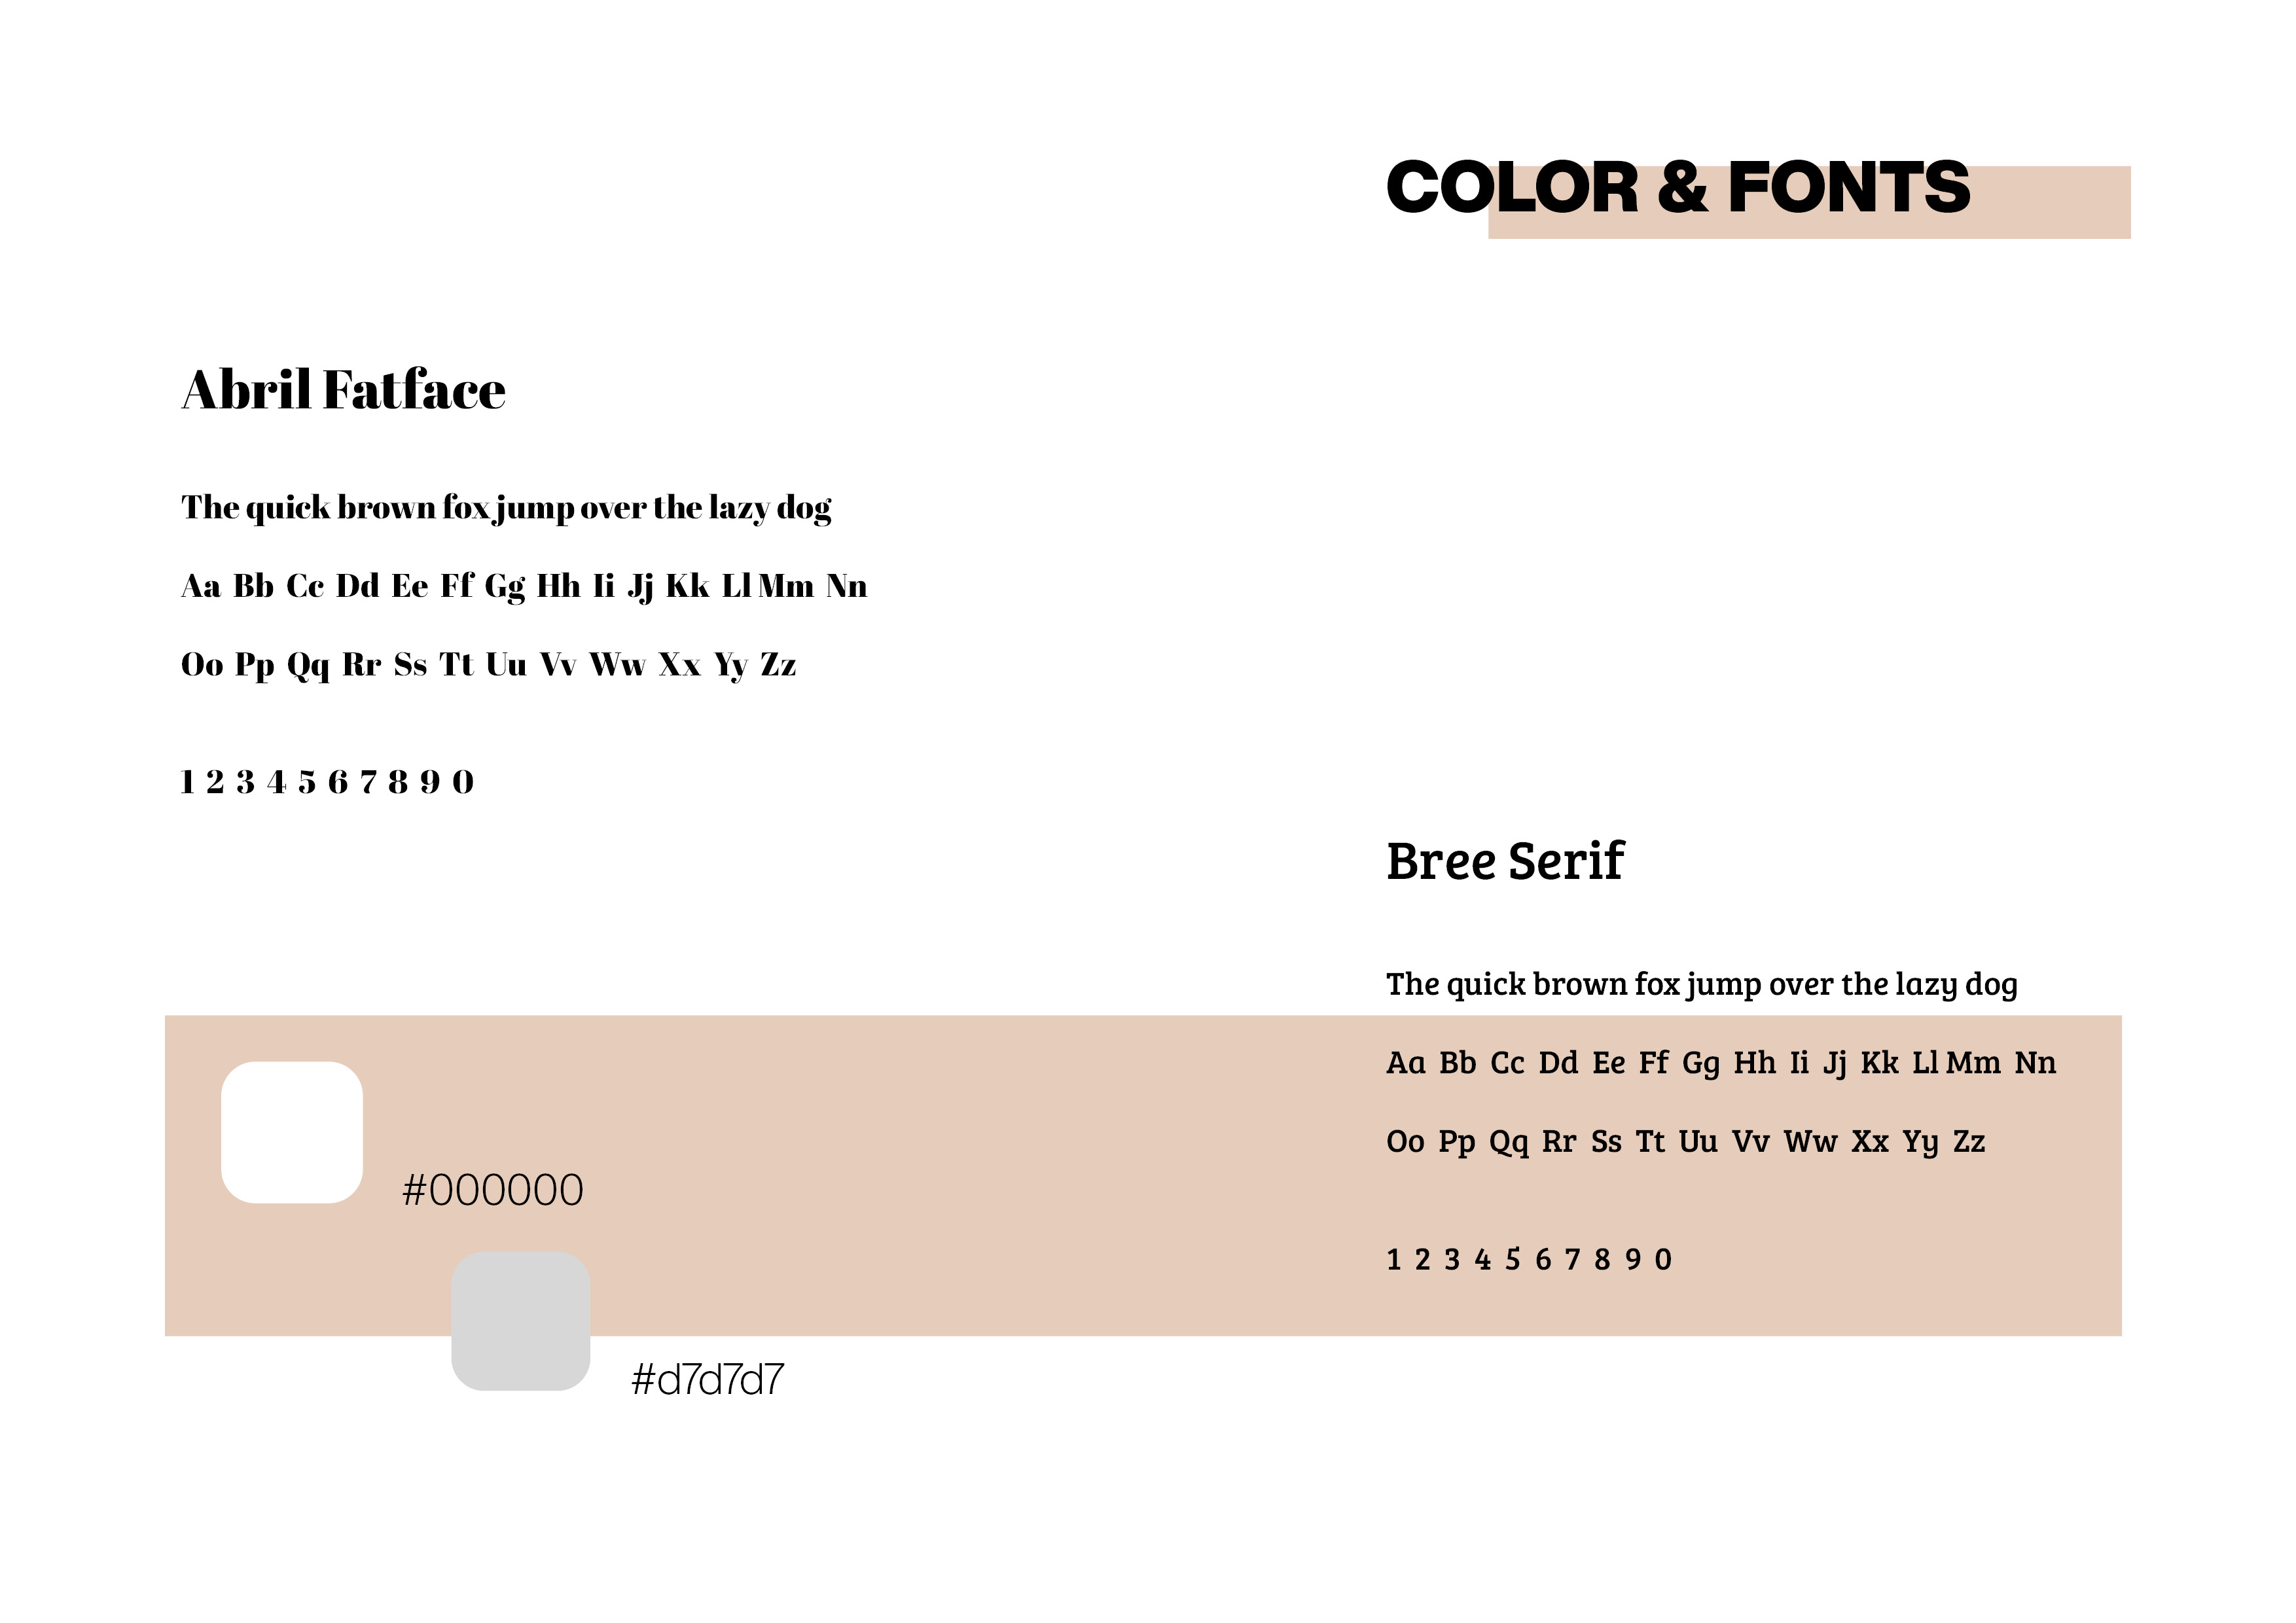 COLOR & FONTS
Abril Fatface
The quick brown fox jump over the lazy dog
Aa Bb Cc Dd Ee Ff Gg Hh Ii Jj Kk Ll Mm Nn
Oo Pp Qq Rr Ss Tt Uu Vv Ww Xx Yy Zz
1 2 3 4 5 6 7 8 9 0
Bree Serif
The quick brown fox jump over the lazy dog
Aa Bb Cc Dd Ee Ff Gg Hh Ii Jj Kk Ll Mm Nn
Oo Pp Qq Rr Ss Tt Uu Vv Ww Xx Yy Zz
1 2 3 4 5 6 7 8 9 0
#000000
#d7d7d7